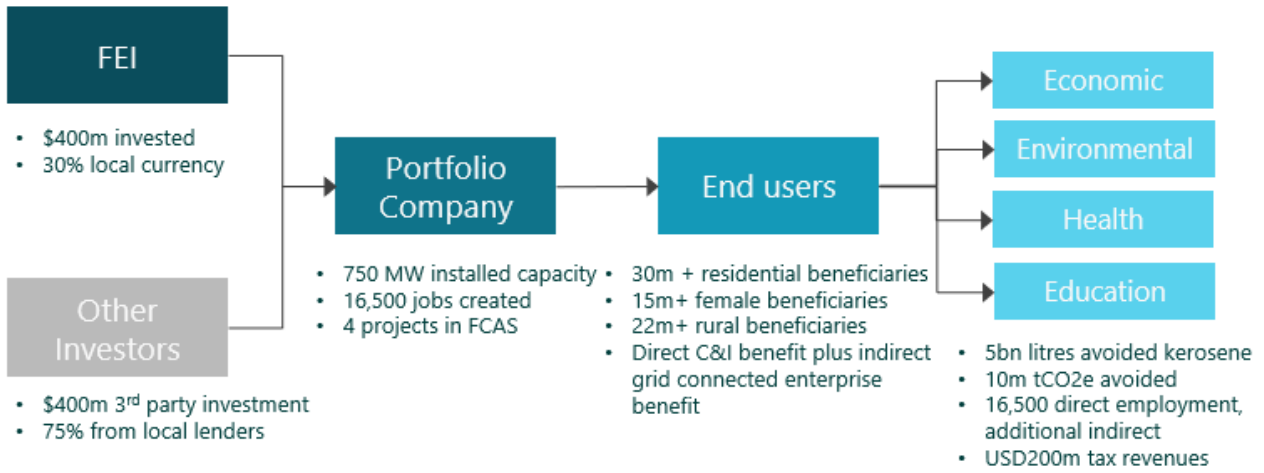 FEI
• $400m invested
• 30% local currency
Other
Investors
• $400m 3rd party investment
• 75% from local lenders
Portfolio
Company
• 750 MW installed capacity
• 16,500 jobs created
• 4 projects in FCAS
End users
• 30m + residential beneficiaries
• 15m+ female beneficiaries
• 22m+ rural beneficiaries
• Direct C&I benefit plus indirect
grid connected enterprise
benefit
Economic
Environmental
Health
Education
• 5bn litres avoided kerosene
• 10m tCO2e avoided
• 16,500 direct employment,
additional indirect
• USD200m tax revenues